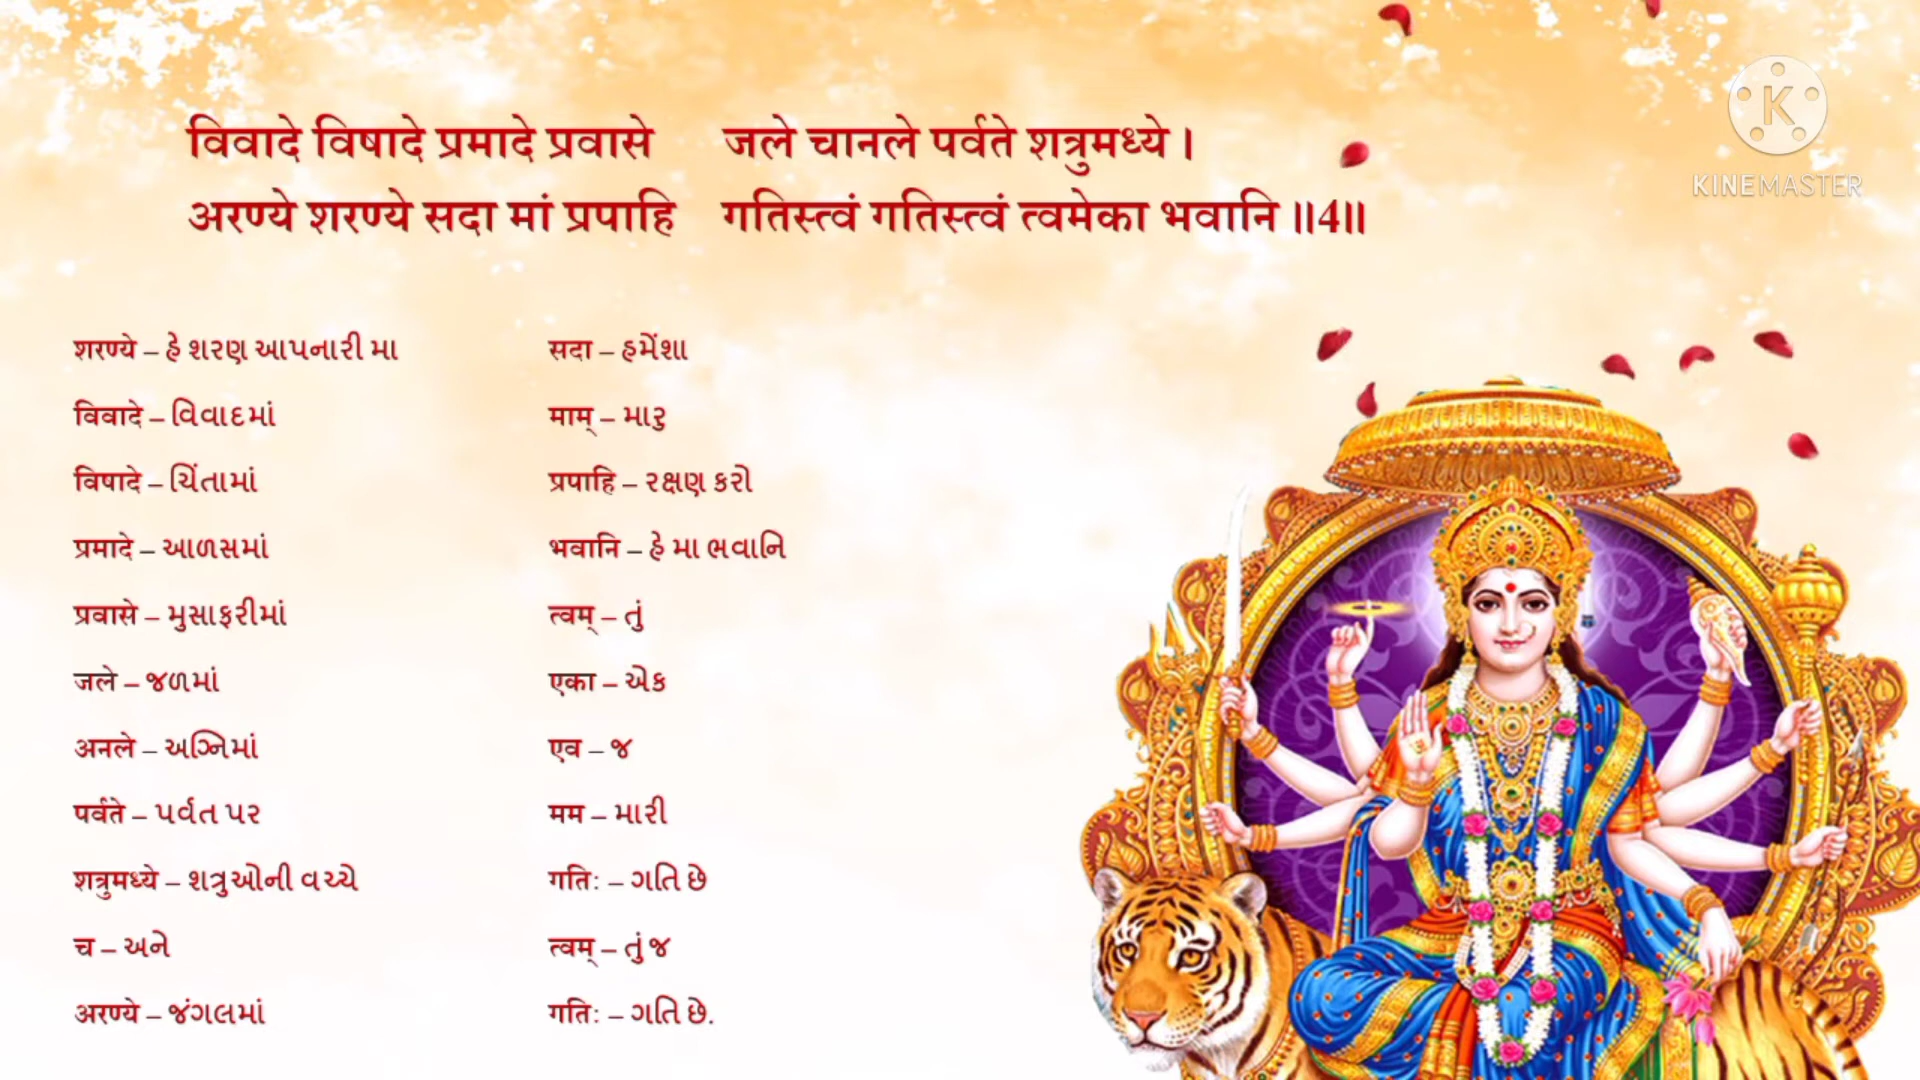 विवादे विषादे प्रमादे प्रवासे जले चानले पर्वते शत्रुमध्ये ।
अरण्ये शरण्ये सदा मां प्रपाहि गतिस्त्वं गतिस्त्वं त्वमेका भवानि ॥4॥
KINEMASTER
शरण्ये – હે શરણ આપનારી મા
विवादे – વિવાદમાં
विषादे – ચિંતામાં
प्रमादे – આળસમાં
प्रवासे – મુસાફરીમાં
जले – જળમાં
अनले – અગ્નિમાં
पर्वते – પર્વત પર
शत्रुमध्ये – શત્રુઓની વચ્ચે
च – અને
अरण्ये – જંગલમાં
सदा – હમેંશા
माम् – મારુ
प्रपाहि – રક્ષણ કરો
भवानि – હે મા ભવાનિ
त्वम् – તું
एका – એક
एव – જ
मम – મારી
गतिः – ગતિ છે
त्वम् – તું જ
गतिः – ગતિ છે.